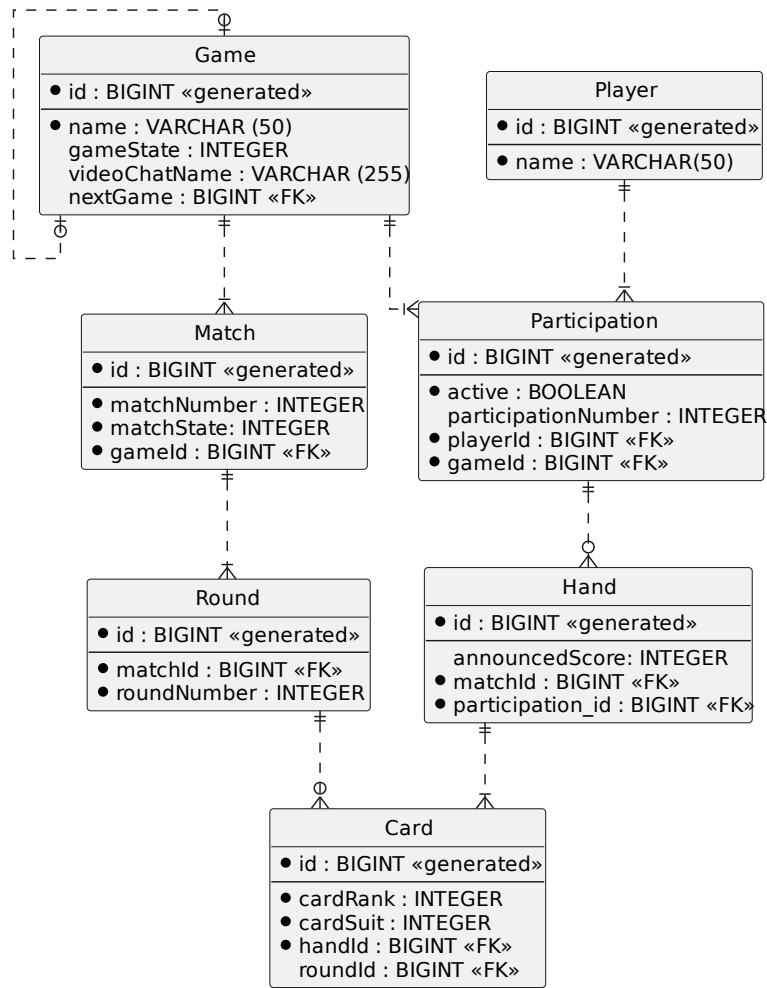 Game
id : BIGINT «generated»
name : VARCHAR (50)
gameState : INTEGER
videoChatName : VARCHAR (255)
nextGame : BIGINT «FK»
Player
id : BIGINT «generated»
name : VARCHAR(50)
Match
id : BIGINT «generated»
matchNumber : INTEGER
matchState: INTEGER
gameId : BIGINT «FK»
Participation
id : BIGINT «generated»
active : BOOLEAN
participationNumber : INTEGER
playerId : BIGINT «FK»
gameId : BIGINT «FK»
Round
id : BIGINT «generated»
matchId : BIGINT «FK»
roundNumber : INTEGER
Hand
id : BIGINT «generated»
announcedScore: INTEGER
matchId : BIGINT «FK»
participation_id : BIGINT «FK»
Card
id : BIGINT «generated»
cardRank : INTEGER
cardSuit : INTEGER
handId : BIGINT «FK»
roundId : BIGINT «FK»